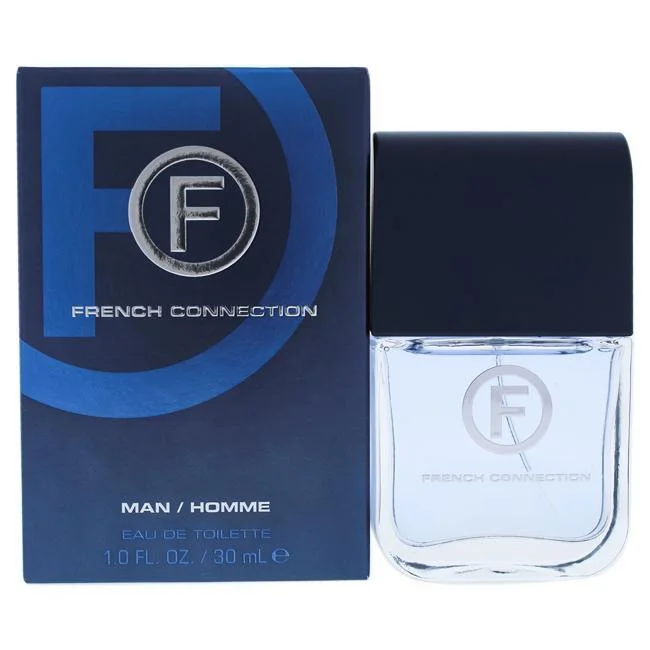 F
F
FRENCH CONNECTION
MAN / HOMME
EAU DE TOILETTE
1.0 FL. OZ. / 30 mL ℮
F
FRENCH CONNECTION